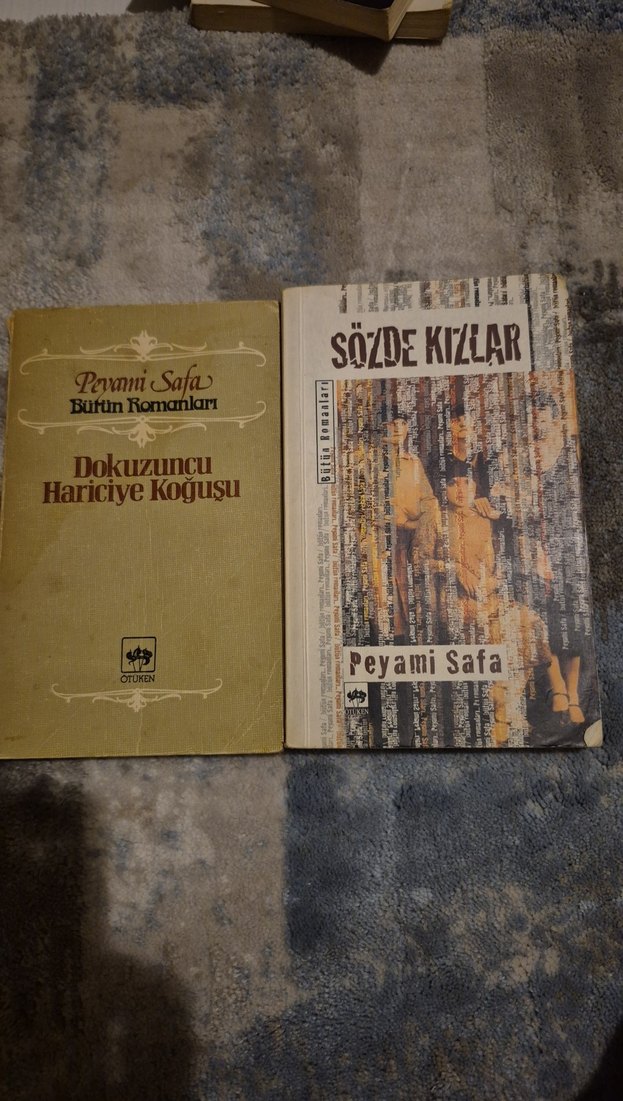 Peyami Safa
Bütün Romanları
Dokuzuncu
Hariciye Koğuşu
ÖTÜKEN
SÖZDE KIZLAR
Bütün Romanları
Peyami Safa
ÖTÜKEN